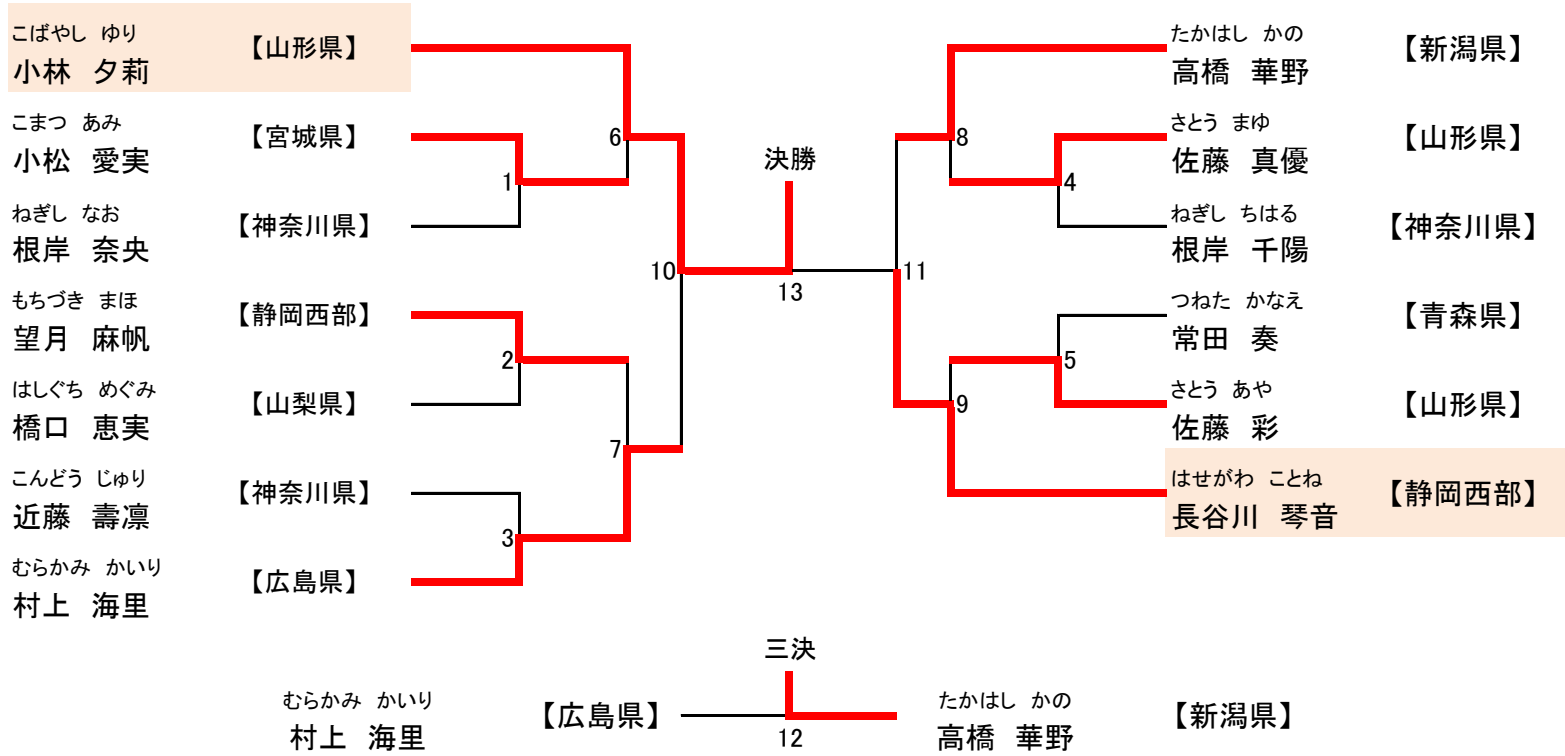 こばやし ゆり
小林 夕莉 【山形県】
こまつ あみ
小松 愛実 【宮城県】
ねぎし なお
根岸 奈央 【神奈川県】
もちづき まほ
望月 麻帆 【静岡西部】
はしぐち めぐみ
橋口 恵実 【山梨県】
こんどう じゅり
近藤 壽凛 【神奈川県】
むらかみ かいり
村上 海里 【広島県】
1
2
3
6
7
10
決勝
13
11
8
9
4
5
たかはし かの
高橋 華野 【新潟県】
さとう まゆ
佐藤 真優 【山形県】
ねぎし ちはる
根岸 千陽 【神奈川県】
つねた かなえ
常田 奏 【青森県】
さとう あや
佐藤 彩 【山形県】
はせがわ ことね
長谷川 琴音 【静岡西部】
三決
むらかみ かいり
村上 海里 【広島県】
12
たかはし かの
高橋 華野 【新潟県】